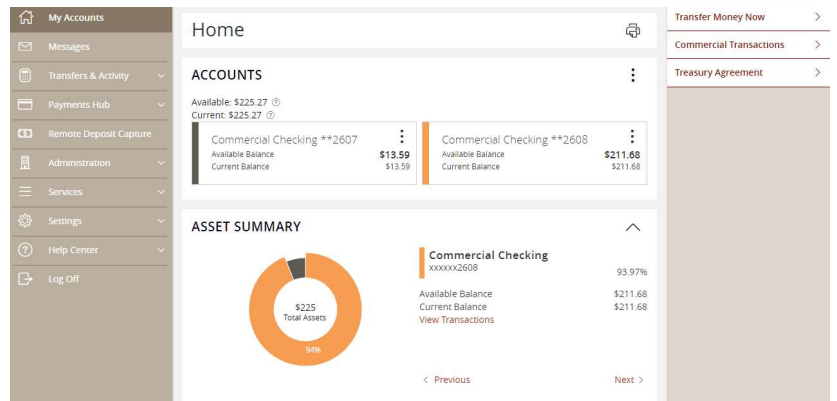 My Accounts
Messages
Transfers & Activity
Payments Hub
Remote Deposit Capture
Administration
Services
Settings
Help Center
Log Off
Home
ACCOUNTS
Available: $225.27
Current: $225.27
Commercial Checking **2607
Available Balance $13.59
Current Balance $13.59
Commercial Checking **2608
Available Balance $211.68
Current Balance $211.68
ASSET SUMMARY
$225
Total Assets
94%
Commercial Checking
xxxxxx2608 93.97%
Available Balance $211.68
Current Balance $211.68
View Transactions
< Previous Next >
Transfer Money Now >
Commercial Transactions >
Treasury Agreement >